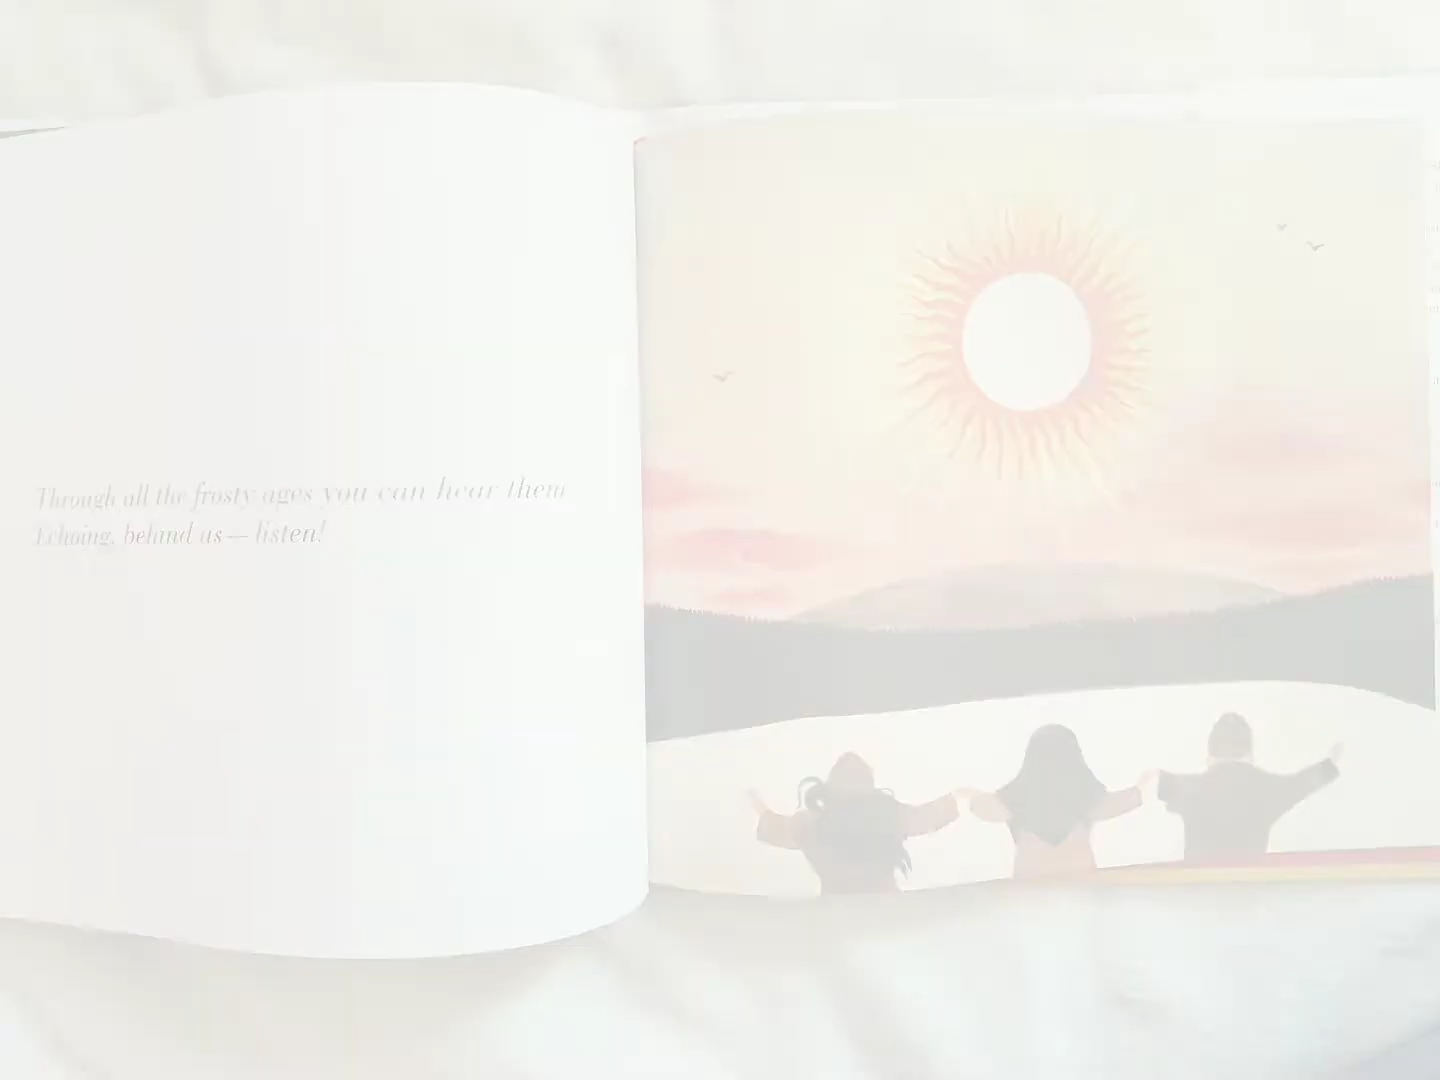 Through all the frosty ages you can hear them
Echoing, behind us — listen!